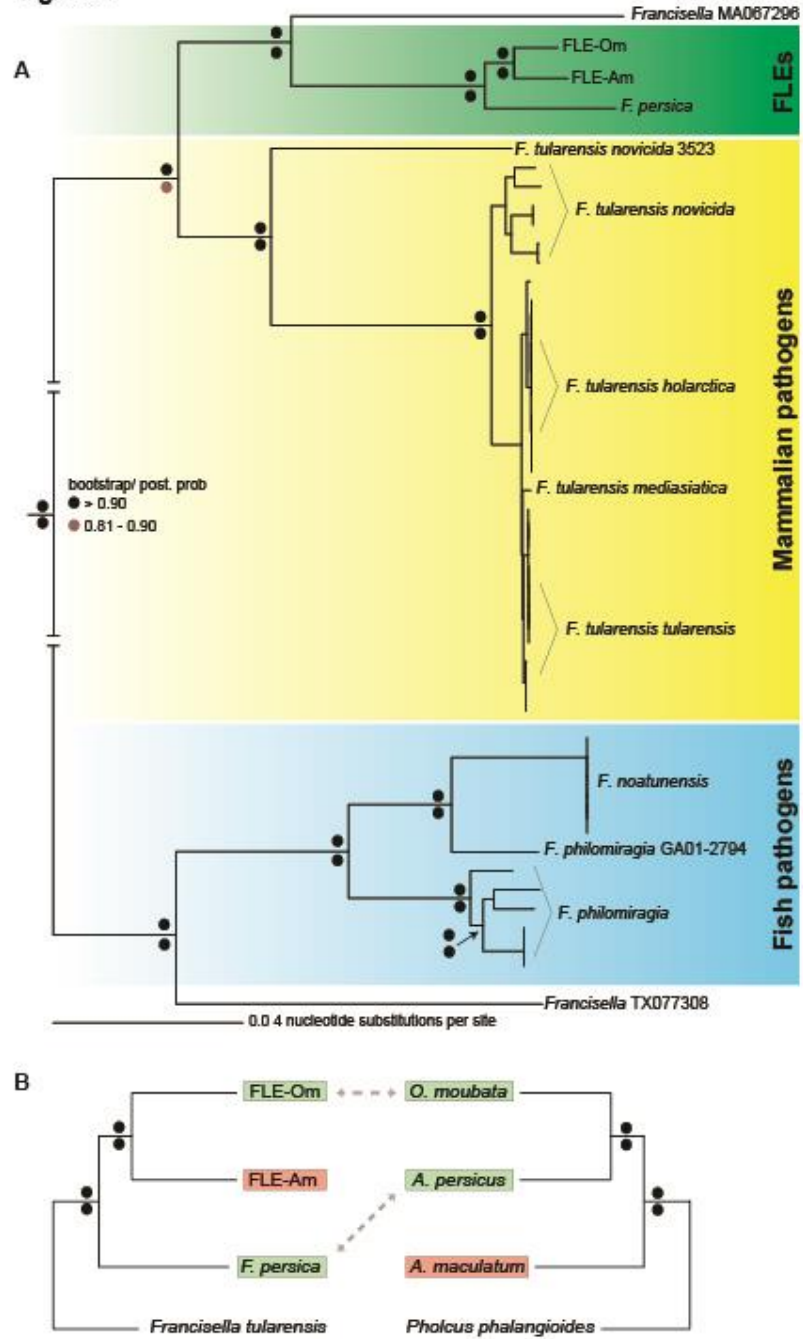 Francisella MA067296
A
FLE-Om
FLE-Am
F. persica
FLEs
F. tularensis novicida 3523
F. tularensis novicida
F. tularensis holarctica
Mammalian pathogens
bootstrap/ post. prob
> 0.90
0.81 - 0.90
F. tularensis mediasiatica
F. tularensis tularensis
F. noatunensis
F. philomiragia GA01-2794
F. philomiragia
Fish pathogens
Francisella TX077308
0.0 4 nucleotide substitutions per site
B
FLE-Om O. moubata
FLE-Am A. persicus
F. persica A. maculatum
Francisella tularensis Pholcus phalangioides